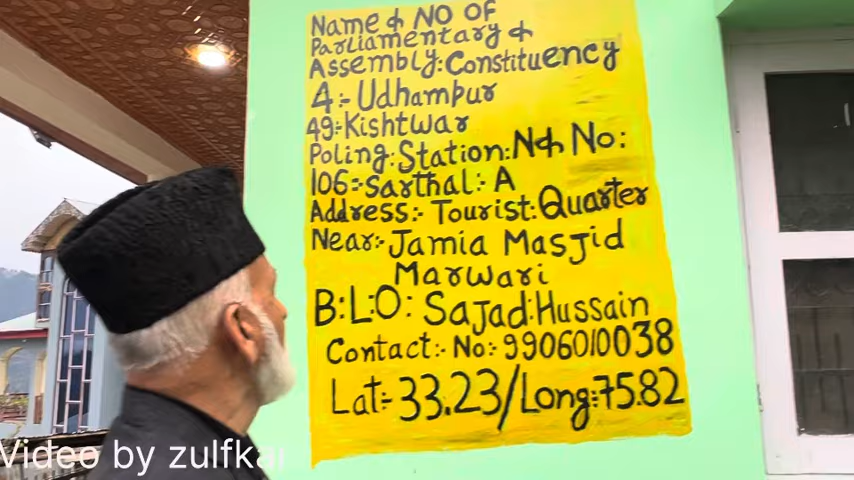 Name & NO OF
Parliamentary &
Assembly:Constituency
4:- Udhampur
49:-Kishtwar
Poling:Station:N& No:
106:-Sarthal:A
Address:- Tourist:Quarter
Near:-Jamia Masjid
Marwari
B:L:O: Sajad:Hussain
Contact:-No:-9906010038
Lat:-33.23/Long:-75.82
Video by zulfkar